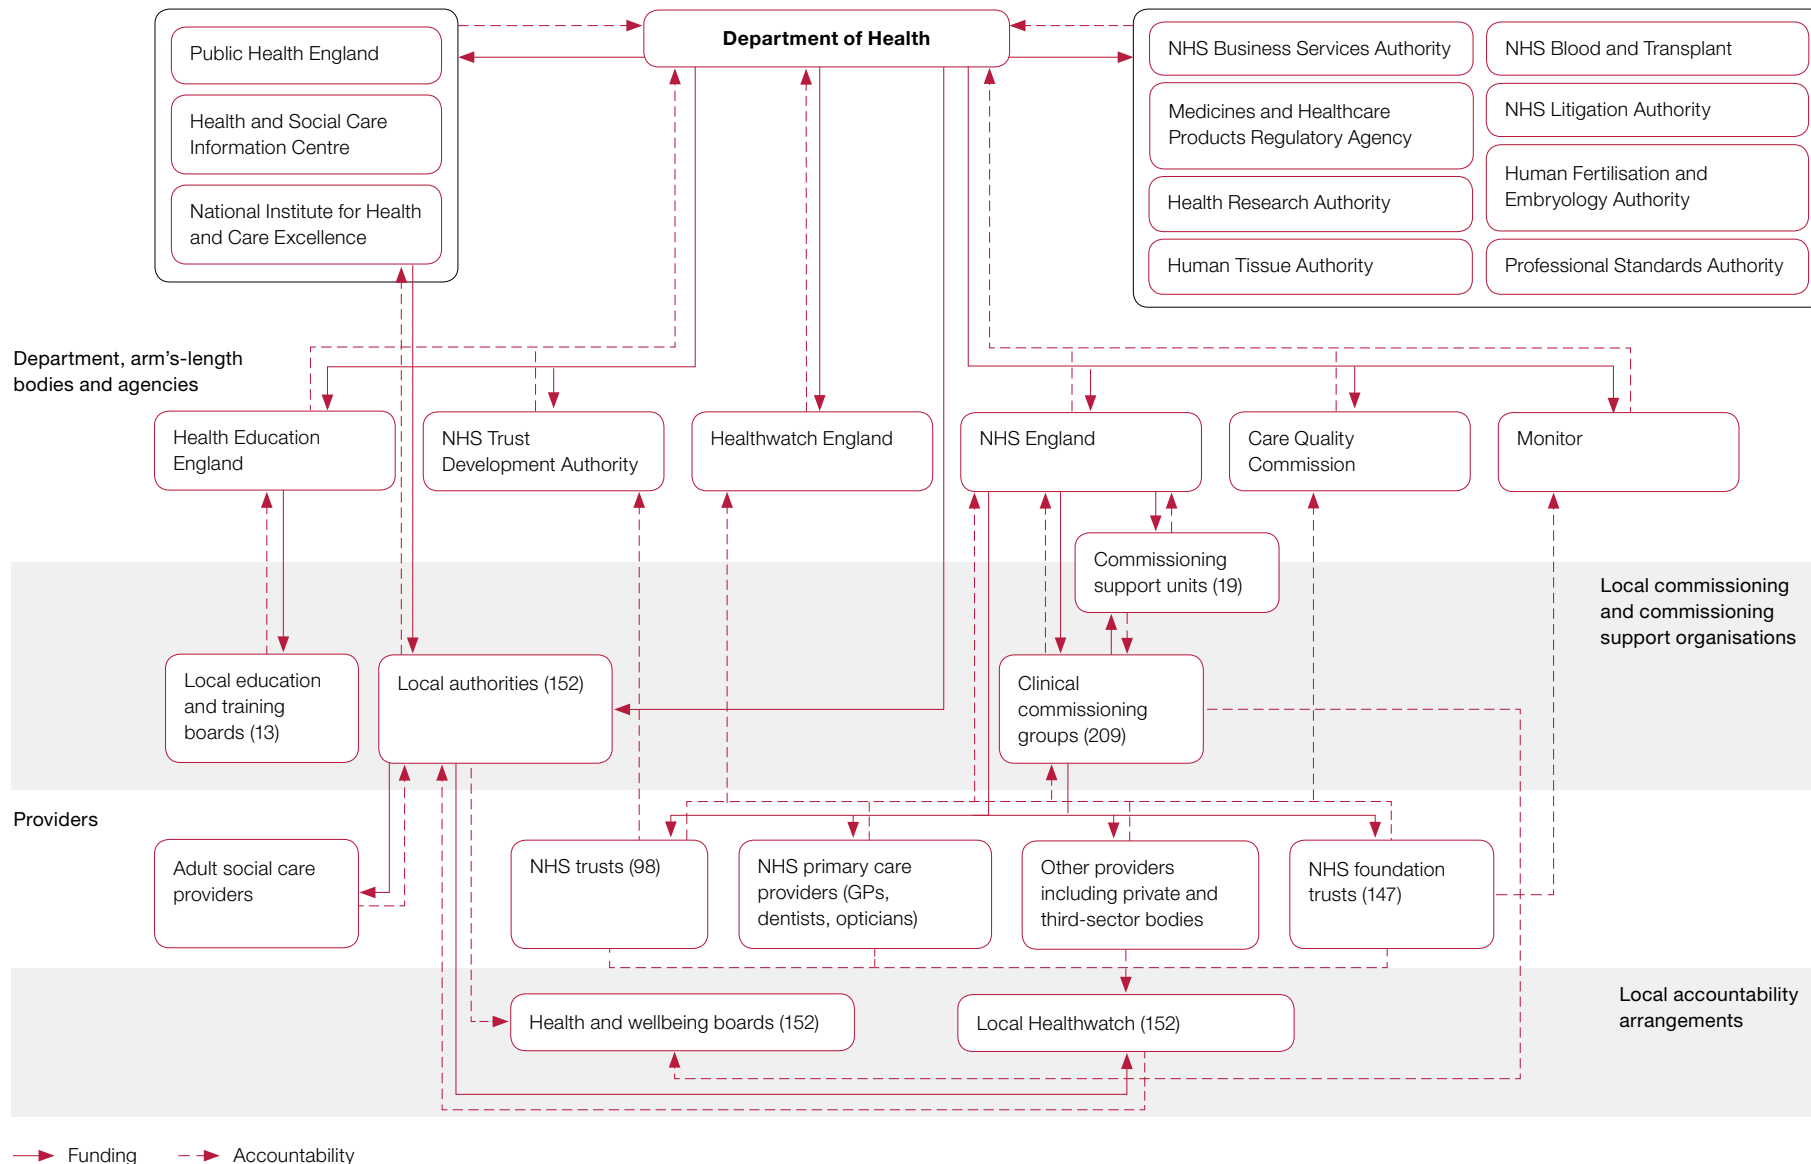 Department of Health
Public Health England
Health and Social Care
Information Centre
National Institute for Health
and Care Excellence
NHS Business Services Authority
NHS Blood and Transplant
Medicines and Healthcare
Products Regulatory Agency
NHS Litigation Authority
Health Research Authority
Human Fertilisation and
Embryology Authority
Human Tissue Authority
Professional Standards Authority
Department, arm's-length
bodies and agencies
Health Education
England
NHS Trust
Development Authority
Healthwatch England
NHS England
Care Quality
Commission
Monitor
Commissioning
support units (19)
Local commissioning
and commissioning
support organisations
Local education
and training
boards (13)
Local authorities (152)
Clinical
commissioning
groups (209)
Providers
Adult social care
providers
NHS trusts (98)
NHS primary care
providers (GPs,
dentists, opticians)
Other providers
including private and
third-sector bodies
NHS foundation
trusts (147)
Health and wellbeing boards (152)
Local Healthwatch (152)
Local accountability
arrangements
Funding
Accountability